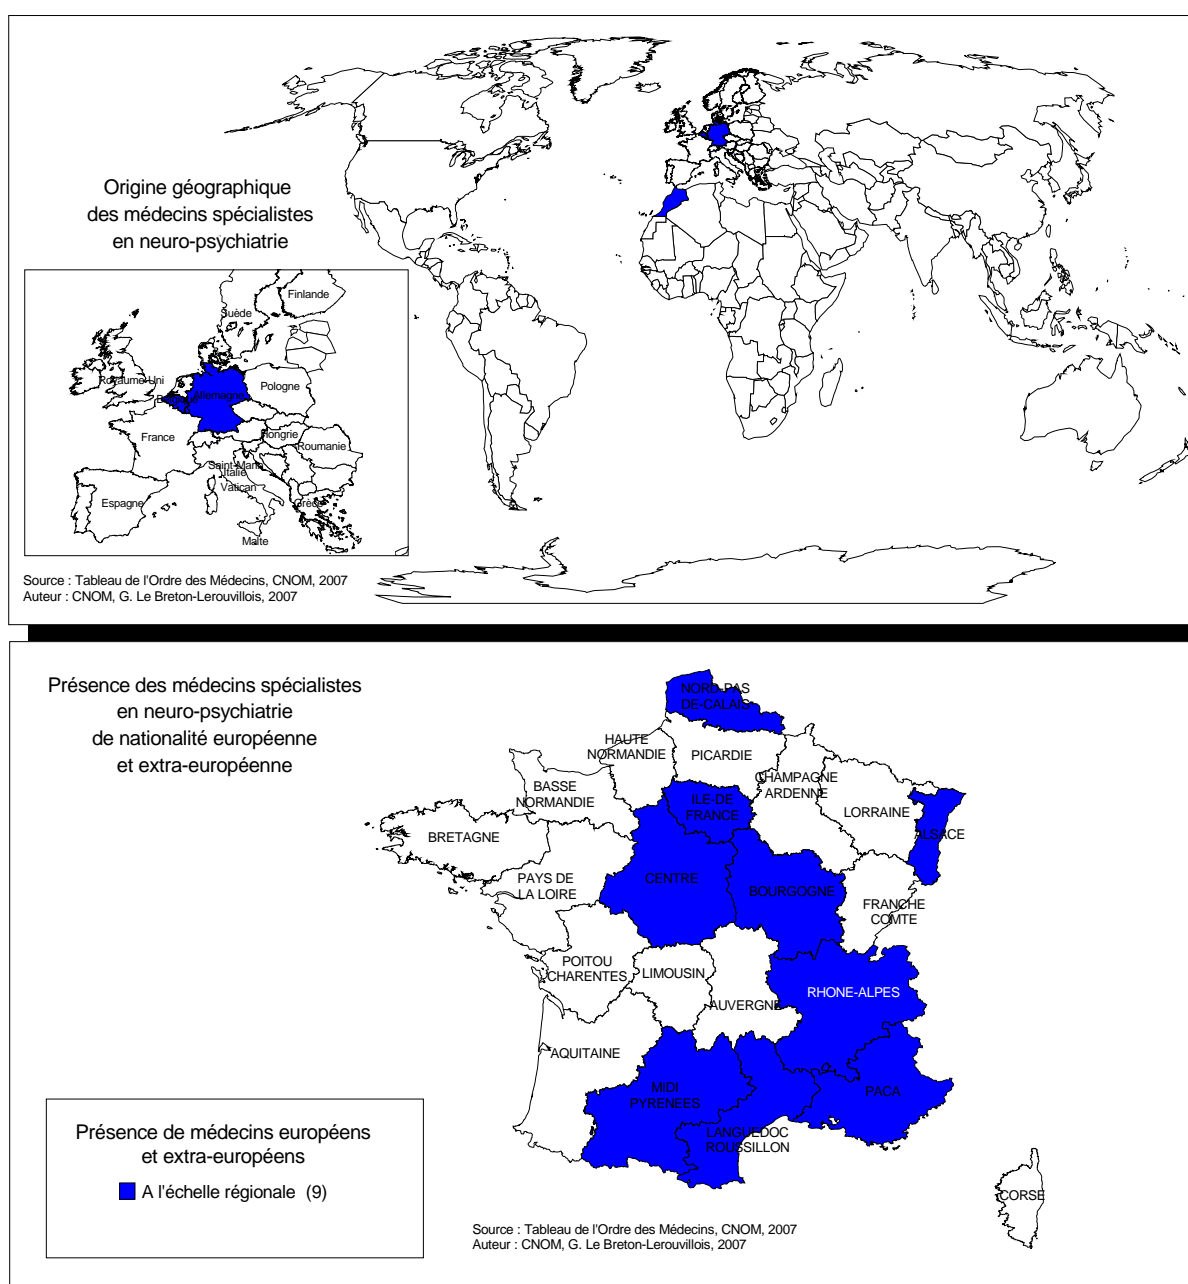 Origine géographique
des médecins spécialistes
en neuro-psychiatrie
Finlande
Suède
Royaume-Uni
Pologne
Allemagne
France
Hongrie
Roumanie
Italie
Vatican
Espagne
Grèce
Malte
Source : Tableau de l'Ordre des Médecins, CNOM, 2007
Auteur : CNOM, G. Le Breton-Lerouvillois, 2007
Présence des médecins spécialistes
en neuro-psychiatrie
de nationalité européenne
et extra-européenne
NORD-PAS
DE-CALAIS
HAUTE
NORMANDIE
PICARDIE
CHAMPAGNE
ARDENNE
BASSE
NORMANDIE
ILE-DE
FRANCE
LORRAINE
ALSACE
BRETAGNE
PAYS DE
LA LOIRE
CENTRE
BOURGOGNE
FRANCHE
COMTE
POITOU
CHARENTES
LIMOUSIN
AUVERGNE
RHONE-ALPES
AQUITAINE
MIDI
PYRENEES
PACA
LANGUEDOC
ROUSSILLON
CORSE
Présence de médecins européens
et extra-européens
A l'échelle régionale (9)
Source : Tableau de l'Ordre des Médecins, CNOM, 2007
Auteur : CNOM, G. Le Breton-Lerouvillois, 2007